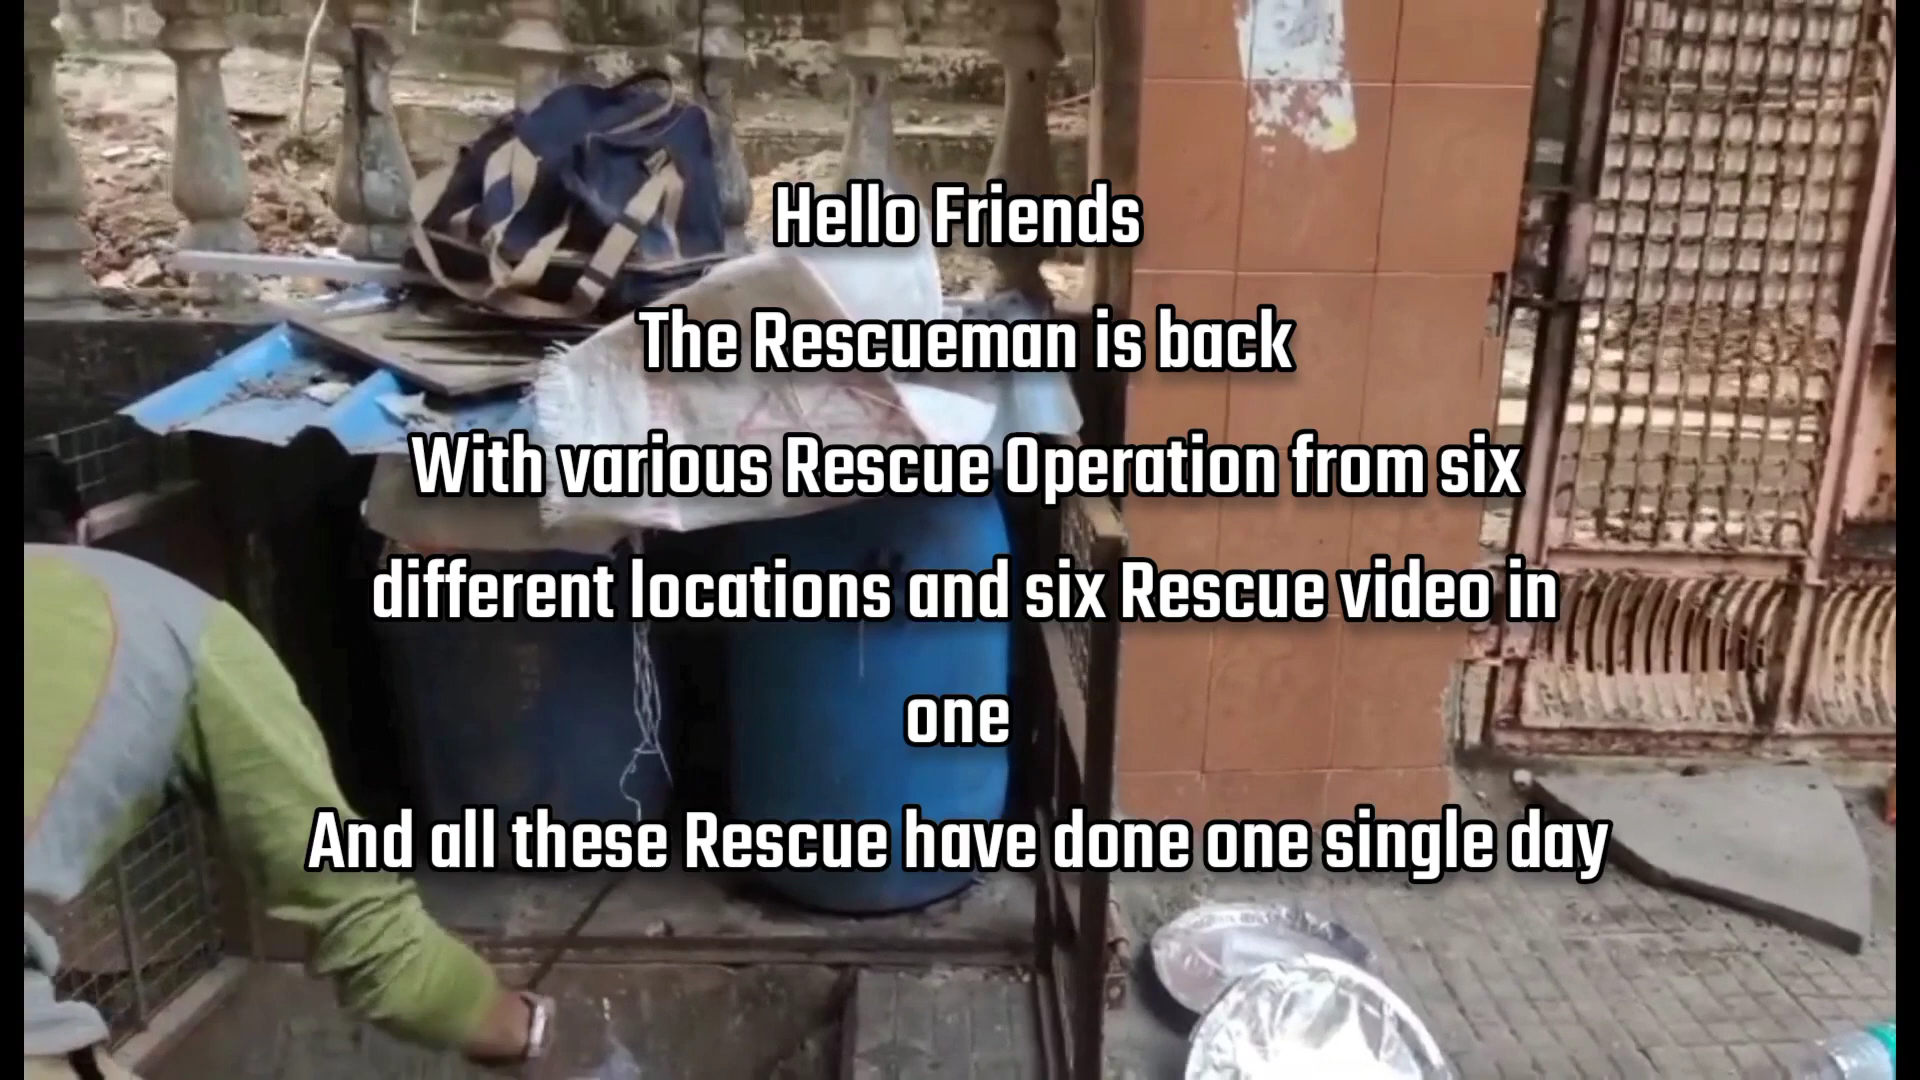 Hello Friends
The Rescueman is back
With various Rescue Operation from six
different locations and six Rescue video in
one
And all these Rescue have done one single day